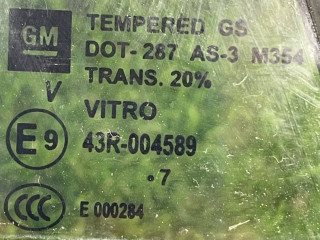 GM
TEMPERED GS
DOT-287 AS-3 M354
TRANS. 20%
V VITRO
E9 43R-004589
.7
CCC E 000284